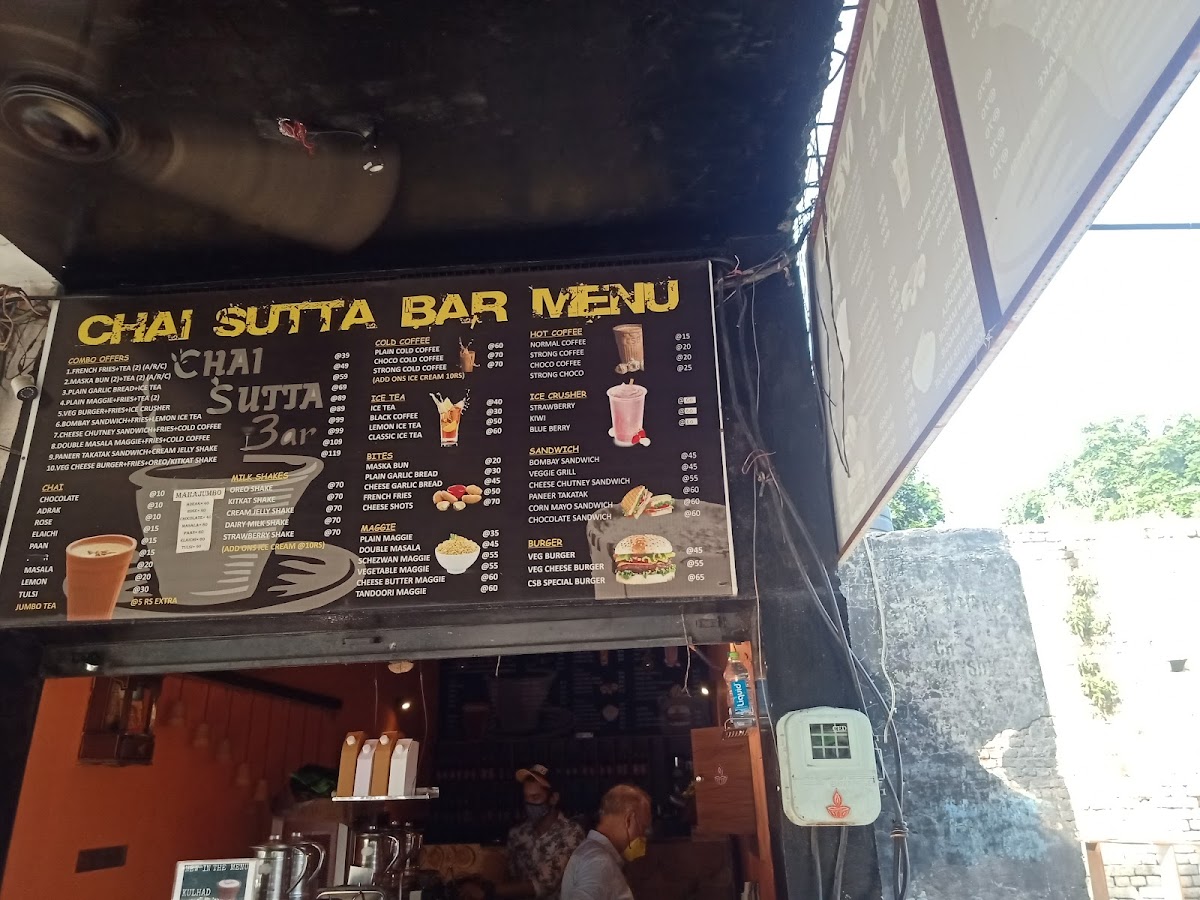 CHAI SUTTA BAR MENU
COMBO OFFERS
1.FRENCH FRIES+TEA (2) (A/R/C) @39
2.MASKA BUN (2)+TEA (2) (A/R/C) @49
3.PLAIN GARLIC BREAD+ICE TEA @59
4.PLAIN MAGGIE+FRIES+TEA (2) @69
5.VEG BURGER+FRIES+ICE CRUSHER @89
6.BOMBAY SANDWICH+FRIES+LEMON ICE TEA @89
7.CHEESE CHUTNEY SANDWICH+FRIES+COLD COFFEE @99
8.DOUBLE MASALA MAGGIE+FRIES+COLD COFFEE @99
9.PANEER TAKATAK SANDWICH+CREAM JELLY SHAKE @109
10.VEG CHEESE BURGER+FRIES+OREO/KITKAT SHAKE @119
CHAI
SUTTA
Bar
CHAI
CHOCOLATE @10
ADRAK @10
ROSE @10
ELAICHI @15
PAAN @15
@15
MASALA @20
LEMON @20
TULSI @30
JUMBO TEA @5 RS EXTRA
MAHAJUMBO
MILK SHAKES
OREO SHAKE @70
KITKAT SHAKE @70
CREAM JELLY SHAKE @70
DAIRY MILK SHAKE @70
STRAWBERRY SHAKE @70
(ADD ONS ICE CREAM @10RS)
COLD COFFEE
PLAIN COLD COFFEE @60
CHOCO COLD COFFEE @70
STRONG COLD COFFEE @70
(ADD ONS ICE CREAM 10RS)
ICE TEA
ICE TEA @40
BLACK COFFEE @30
LEMON ICE TEA @50
CLASSIC ICE TEA @60
BITES
MASKA BUN @20
PLAIN GARLIC BREAD @30
CHEESE GARLIC BREAD @45
FRENCH FRIES @50
CHEESE SHOTS @70
MAGGIE
PLAIN MAGGIE @35
DOUBLE MASALA @45
SCHEZWAN MAGGIE @55
VEGETABLE MAGGIE @55
CHEESE BUTTER MAGGIE @60
TANDOORI MAGGIE @60
HOT COFFEE
NORMAL COFFEE @15
STRONG COFFEE @20
CHOCO COFFEE @20
STRONG CHOCO @25
ICE CRUSHER
STRAWBERRY
KIWI
BLUE BERRY
SANDWICH
BOMBAY SANDWICH @45
VEGGIE GRILL @45
CHEESE CHUTNEY SANDWICH @55
PANEER TAKATAK @60
CORN MAYO SANDWICH @60
CHOCOLATE SANDWICH @60
BURGER
VEG BURGER @45
VEG CHEESE BURGER @55
CSB SPECIAL BURGER @65
liquid
NEW IN THE MENU
KULHAD